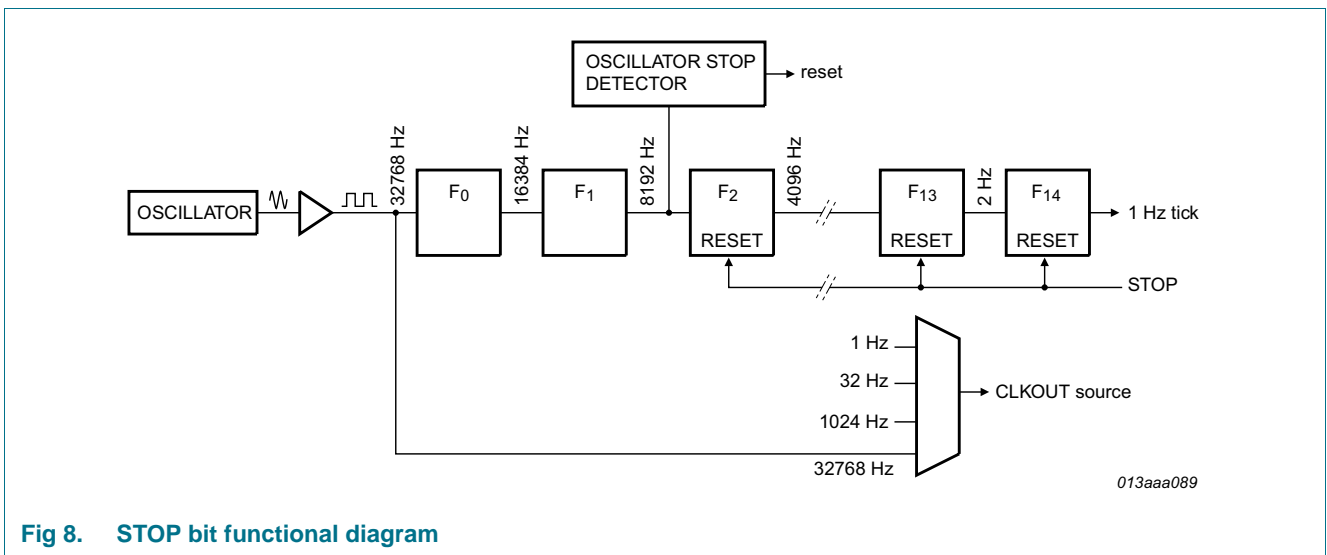 OSCILLATOR STOP
DETECTOR
reset
OSCILLATOR
32768 Hz
F0
16384 Hz
F1
8192 Hz
F2
RESET
4096 Hz
F13
RESET
2 Hz
F14
RESET
1 Hz tick
STOP
1 Hz
32 Hz
1024 Hz
32768 Hz
CLKOUT source
013aaa089
Fig 8. STOP bit functional diagram